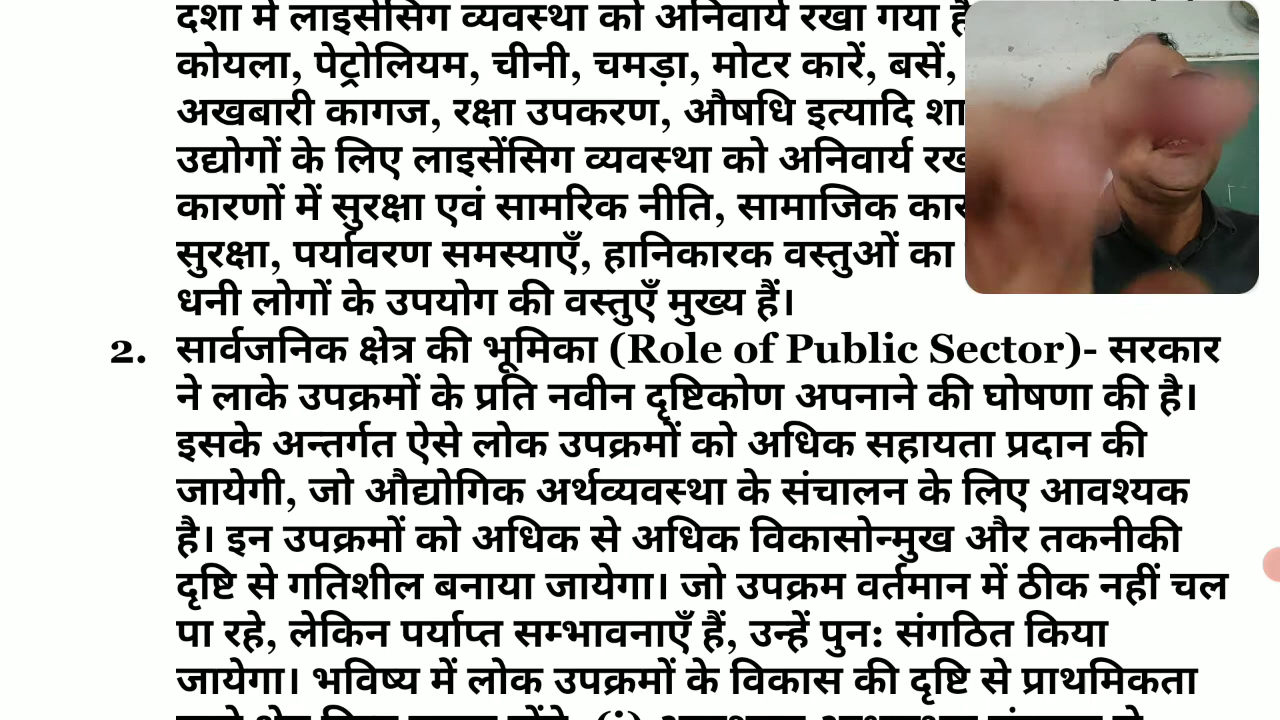 दशा में लाइसेंसिंग व्यवस्था को अनिवार्य रखा गया
कोयला, पेट्रोलियम, चीनी, चमड़ा, मोटर कारें, बसें,
अखबारी कागज, रक्षा उपकरण, औषधि इत्यादि
उद्योगों के लिए लाइसेंसिग व्यवस्था को अनिवार्य
कारणों में सुरक्षा एवं सामरिक नीति, सामाजिक
सुरक्षा, पर्यावरण समस्याएँ, हानिकारक वस्तुओं का
धनी लोगों के उपयोग की वस्तुएँ मुख्य हैं।
2. सार्वजनिक क्षेत्र की भूमिका (Role of Public Sector)- सरकार
ने लाके उपक्रमों के प्रति नवीन दृष्टिकोण अपनाने की घोषणा की है।
इसके अन्तर्गत ऐसे लोक उपक्रमों को अधिक सहायता प्रदान की
जायेगी, जो औद्योगिक अर्थव्यवस्था के संचालन के लिए आवश्यक
है। इन उपक्रमों को अधिक से अधिक विकासोन्मुख और तकनीकी
दृष्टि से गतिशील बनाया जायेगा। जो उपक्रम वर्तमान में ठीक नहीं चल
पा रहे, लेकिन पर्याप्त सम्भावनाएँ हैं, उन्हें पुन: संगठित किया
जायेगा। भविष्य में लोक उपक्रमों के विकास की दृष्टि से प्राथमिकता